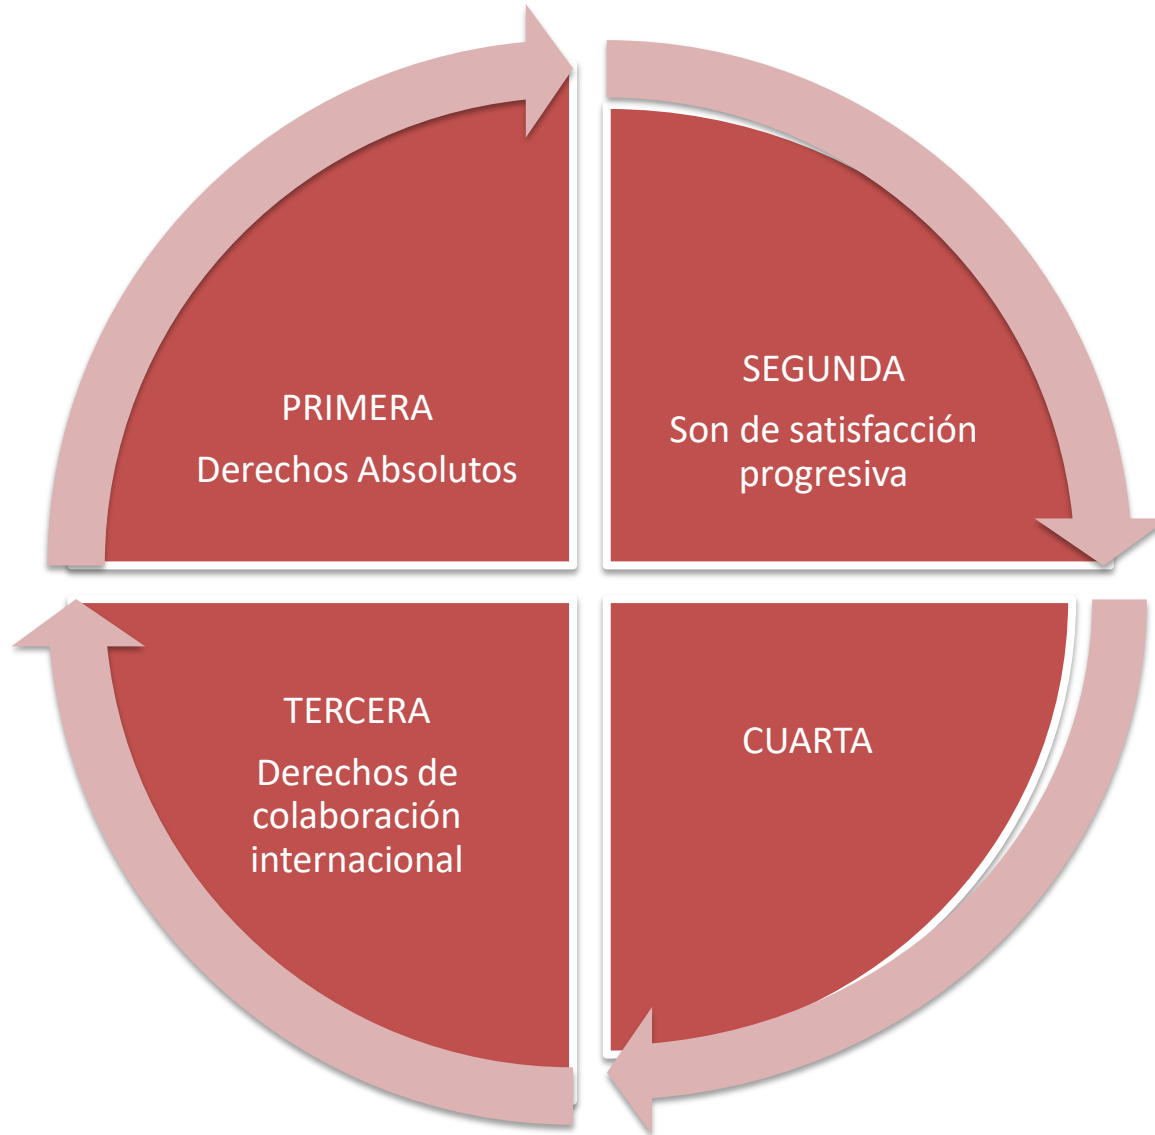 PRIMERA
Derechos Absolutos
SEGUNDA
Son de satisfacción
progresiva
TERCERA
Derechos de
colaboración
internacional
CUARTA